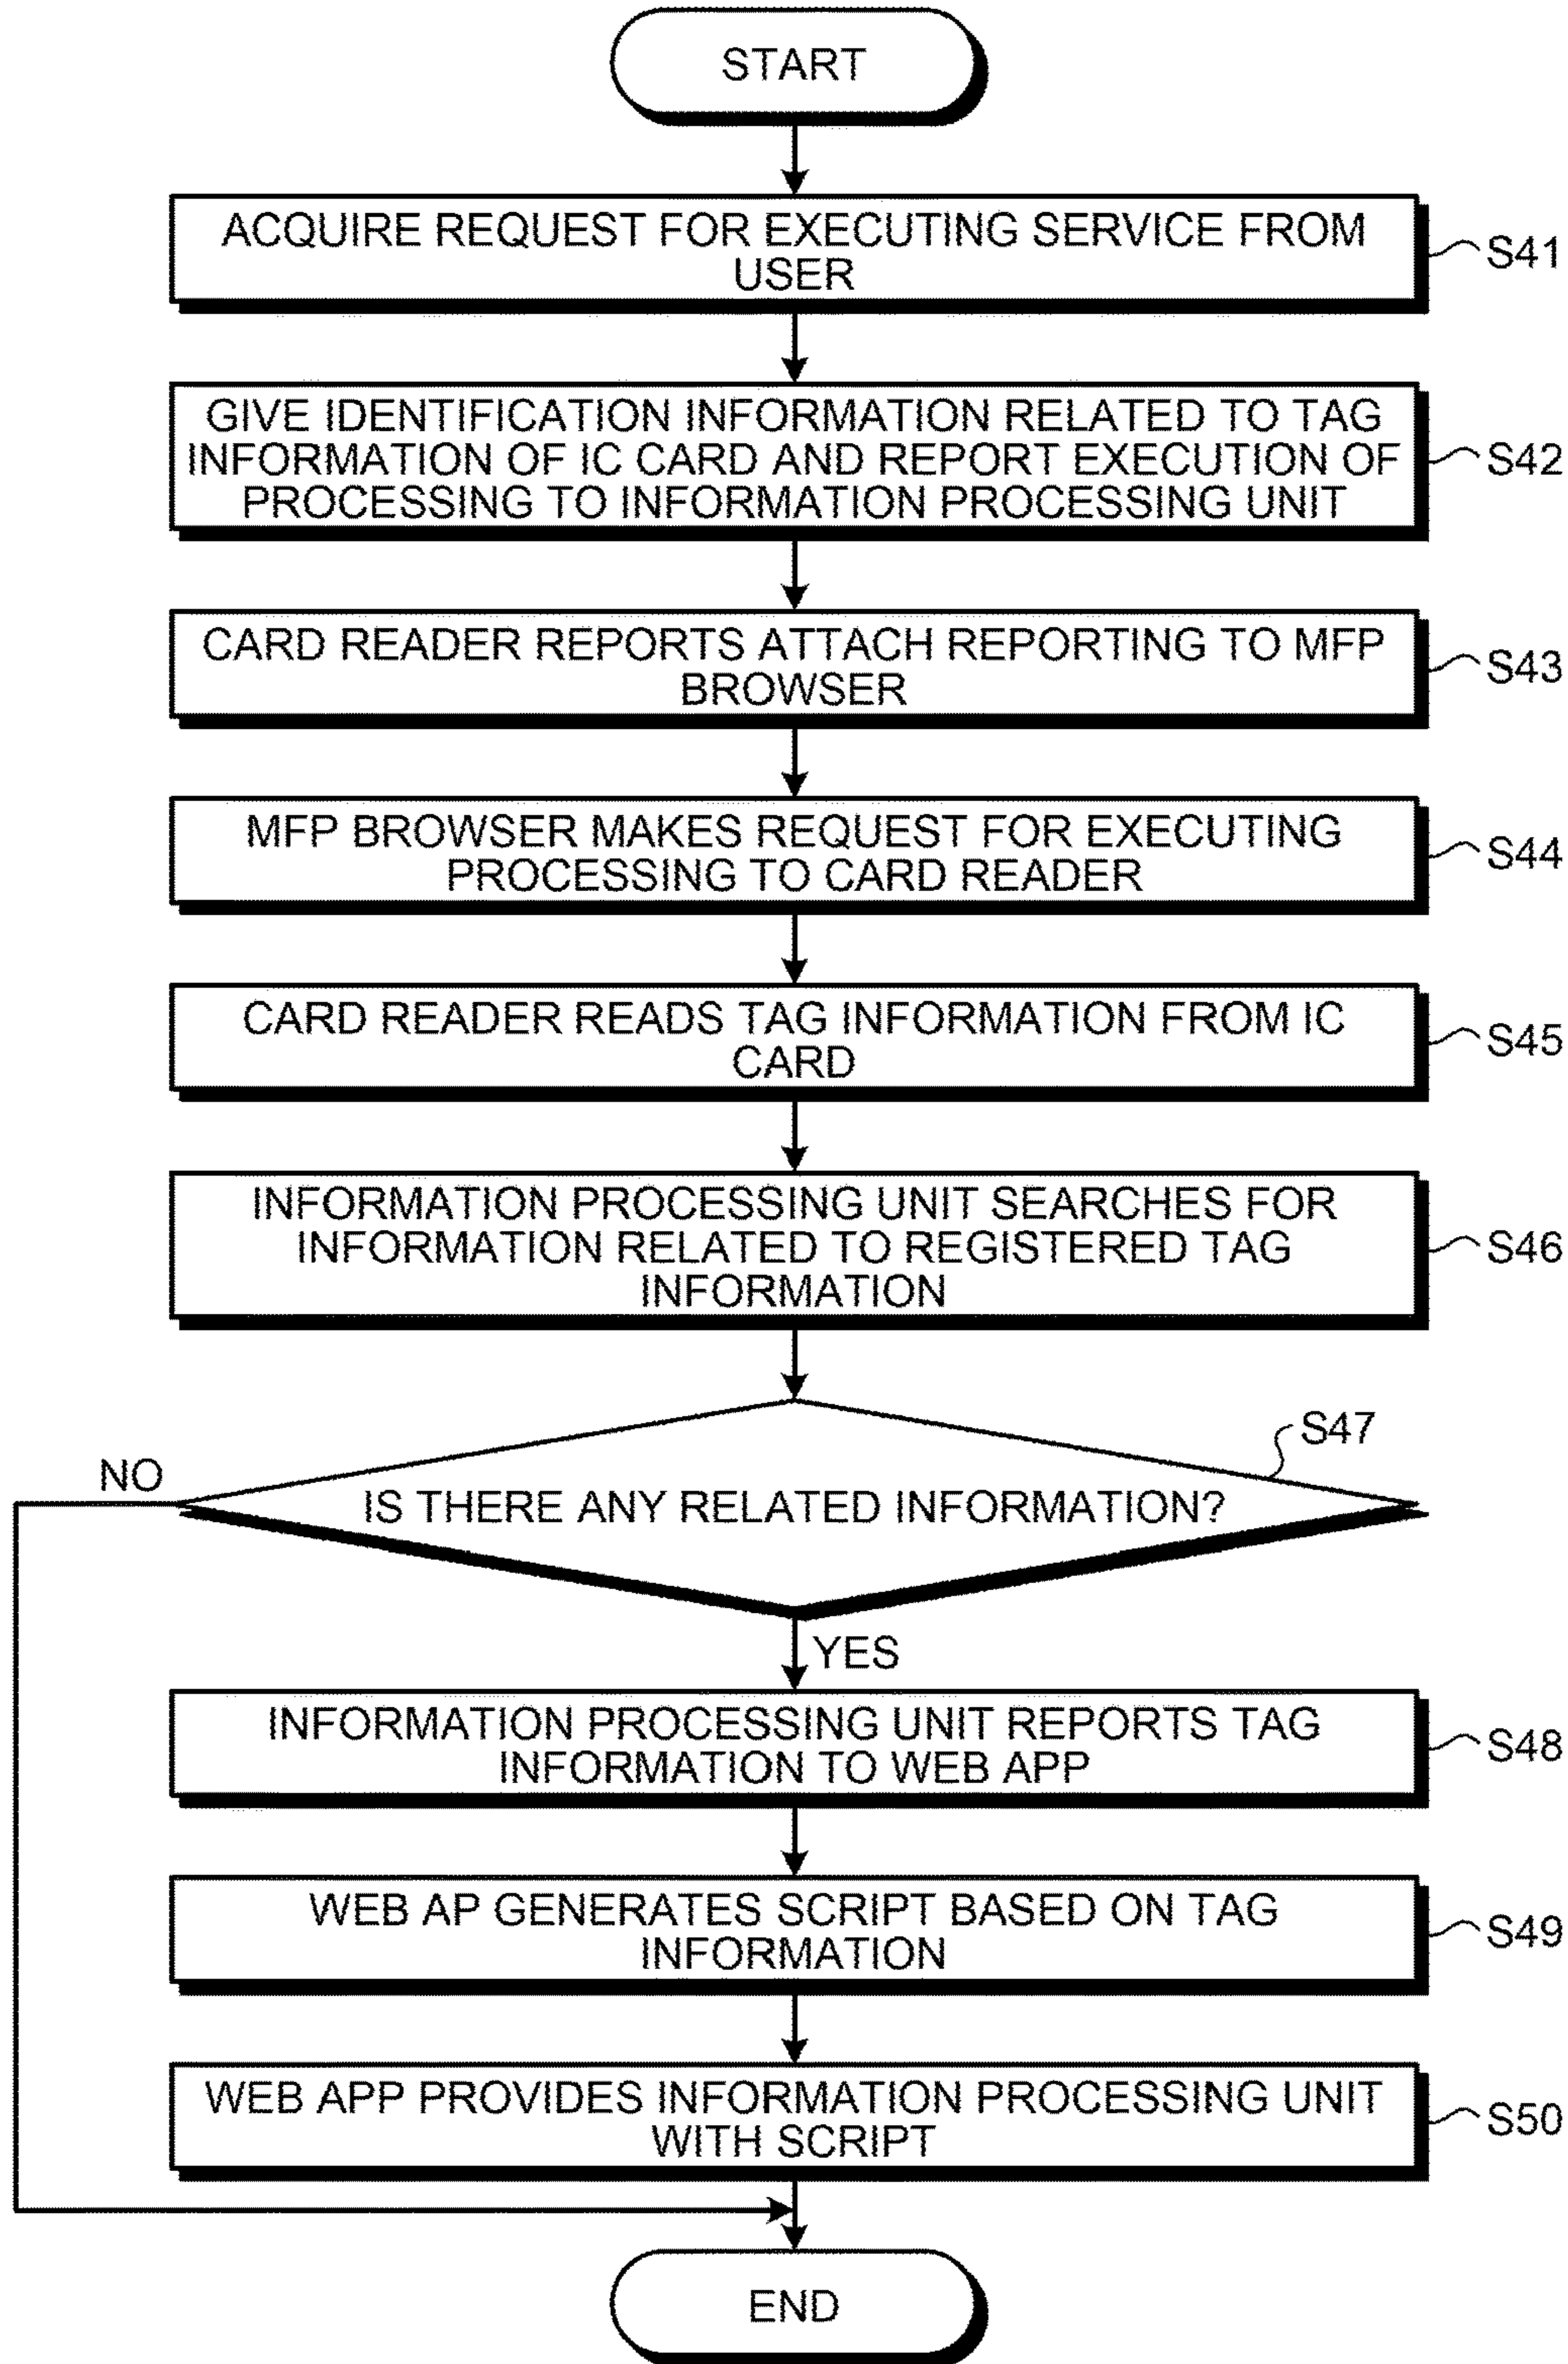 START
ACQUIRE REQUEST FOR EXECUTING SERVICE FROM
USER
S41
GIVE IDENTIFICATION INFORMATION RELATED TO TAG
INFORMATION OF IC CARD AND REPORT EXECUTION OF
PROCESSING TO INFORMATION PROCESSING UNIT
S42
CARD READER REPORTS ATTACH REPORTING TO MFP
BROWSER
S43
MFP BROWSER MAKES REQUEST FOR EXECUTING
PROCESSING TO CARD READER
S44
CARD READER READS TAG INFORMATION FROM IC
CARD
S45
INFORMATION PROCESSING UNIT SEARCHES FOR
INFORMATION RELATED TO REGISTERED TAG
INFORMATION
S46
S47
NO
IS THERE ANY RELATED INFORMATION?
YES
INFORMATION PROCESSING UNIT REPORTS TAG
INFORMATION TO WEB APP
S48
WEB AP GENERATES SCRIPT BASED ON TAG
INFORMATION
S49
WEB APP PROVIDES INFORMATION PROCESSING UNIT
WITH SCRIPT
S50
END